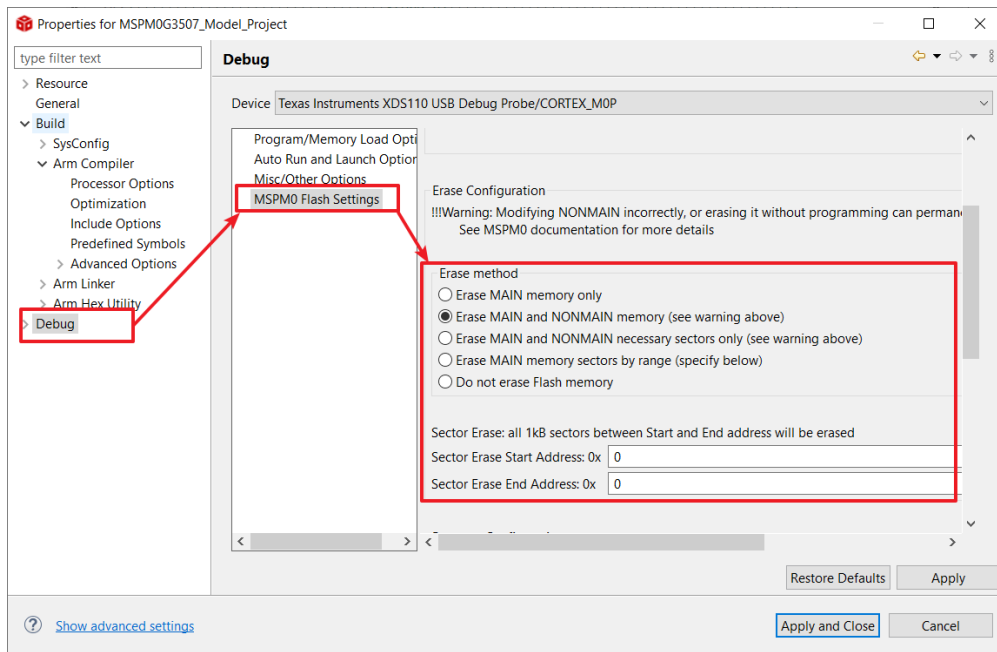 Properties for MSPM0G3507_Model_Project
type filter text
Resource
General
Build
SysConfig
Arm Compiler
Processor Options
Optimization
Include Options
Predefined Symbols
Advanced Options
Arm Linker
Arm Hex Utility
Debug
Debug
Device Texas Instruments XDS110 USB Debug Probe/CORTEX_M0P
Program/Memory Load Opti
Auto Run and Launch Option
Misc/Other Options
MSPM0 Flash Settings
Erase Configuration
!!!Warning: Modifying NONMAIN incorrectly, or erasing it without programming can perman
See MSPM0 documentation for more details
Erase method
Erase MAIN memory only
Erase MAIN and NONMAIN memory (see warning above)
Erase MAIN and NONMAIN necessary sectors only (see warning above)
Erase MAIN memory sectors by range (specify below)
Do not erase Flash memory
Sector Erase: all 1kB sectors between Start and End address will be erased
Sector Erase Start Address: 0x 0
Sector Erase End Address: 0x 0
Restore Defaults
Apply
Show advanced settings
Apply and Close
Cancel